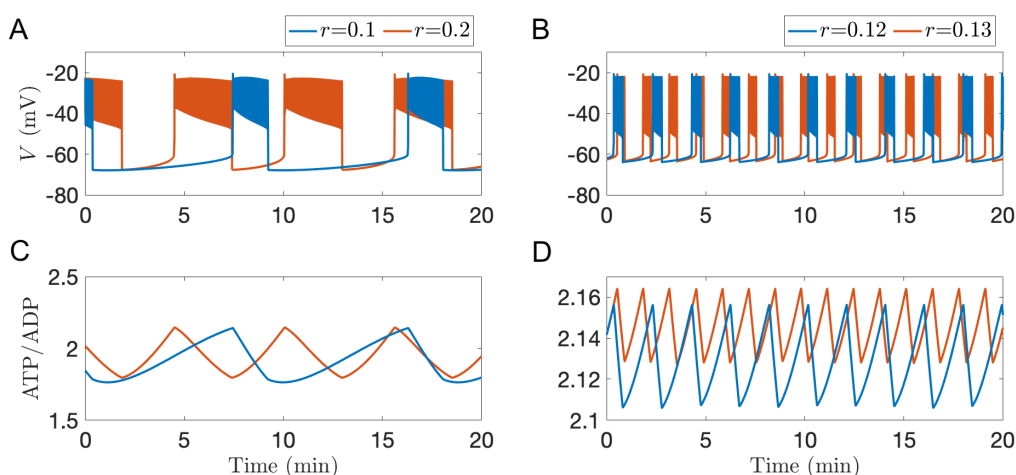 A
r=0.1 r=0.2
V (mV)
-20
-40
-60
-80
0 5 10 15 20
B
r=0.12 r=0.13
-20
-40
-60
-80
0 5 10 15 20
C
ATP/ADP
2.5
2
1.5
0 5 10 15 20
Time (min)
D
2.16
2.14
2.12
2.1
0 5 10 15 20
Time (min)